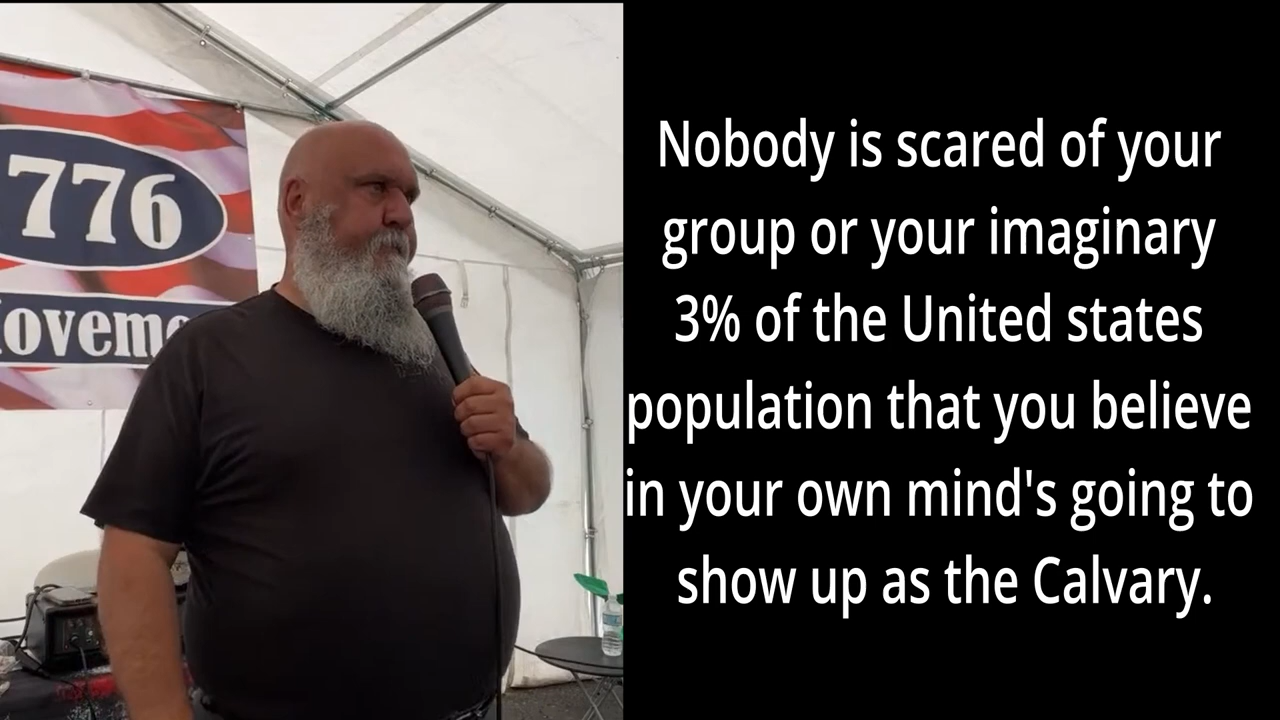 776
ovem
Nobody is scared of your
group or your imaginary
3% of the United states
population that you believe
in your own mind's going to
show up as the Calvary.